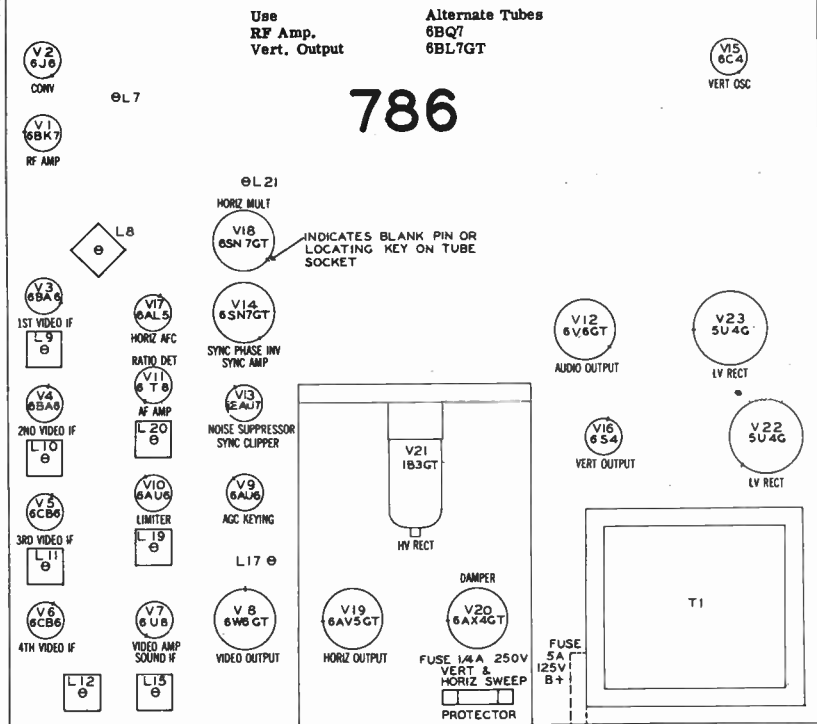 Use Alternate Tubes
RF Amp. 6BQ7
Vert. Output 6BL7GT
786
V2
6J6
CONV
L7
V15
6C4
VERT OSC
V1
6BK7
RF AMP
L21
HORIZ MULT
V18
6SN7GT
INDICATES BLANK PIN OR
LOCATING KEY ON TUBE
SOCKET
L8
V3
6BA6
1ST VIDEO IF
L9
V17
6AL5
HORIZ AFC
V14
6SN7GT
SYNC PHASE INV
SYNC AMP
V12
6V6GT
AUDIO OUTPUT
V23
5U4G
LV RECT
RATIO DET
V11
6T8
AF AMP
L20
V4
6BA6
2ND VIDEO IF
L10
V13
12AU7
NOISE SUPPRESSOR
SYNC CLIPPER
V21
1B3GT
HV RECT
V16
6S4
VERT OUTPUT
V22
5U4G
LV RECT
V5
6CB6
3RD VIDEO IF
L11
V10
6AU6
LIMITER
L19
V9
6AU6
AGC KEYING
L17
V6
6CB6
4TH VIDEO IF
L12
V7
6U8
VIDEO AMP
SOUND IF
L15
V8
6W6GT
VIDEO OUTPUT
V19
6AV5GT
HORIZ OUTPUT
DAMPER
V20
6AX4GT
FUSE 1/4A 250V
VERT &
HORIZ SWEEP
PROTECTOR
FUSE
5A
125V
B+
T1